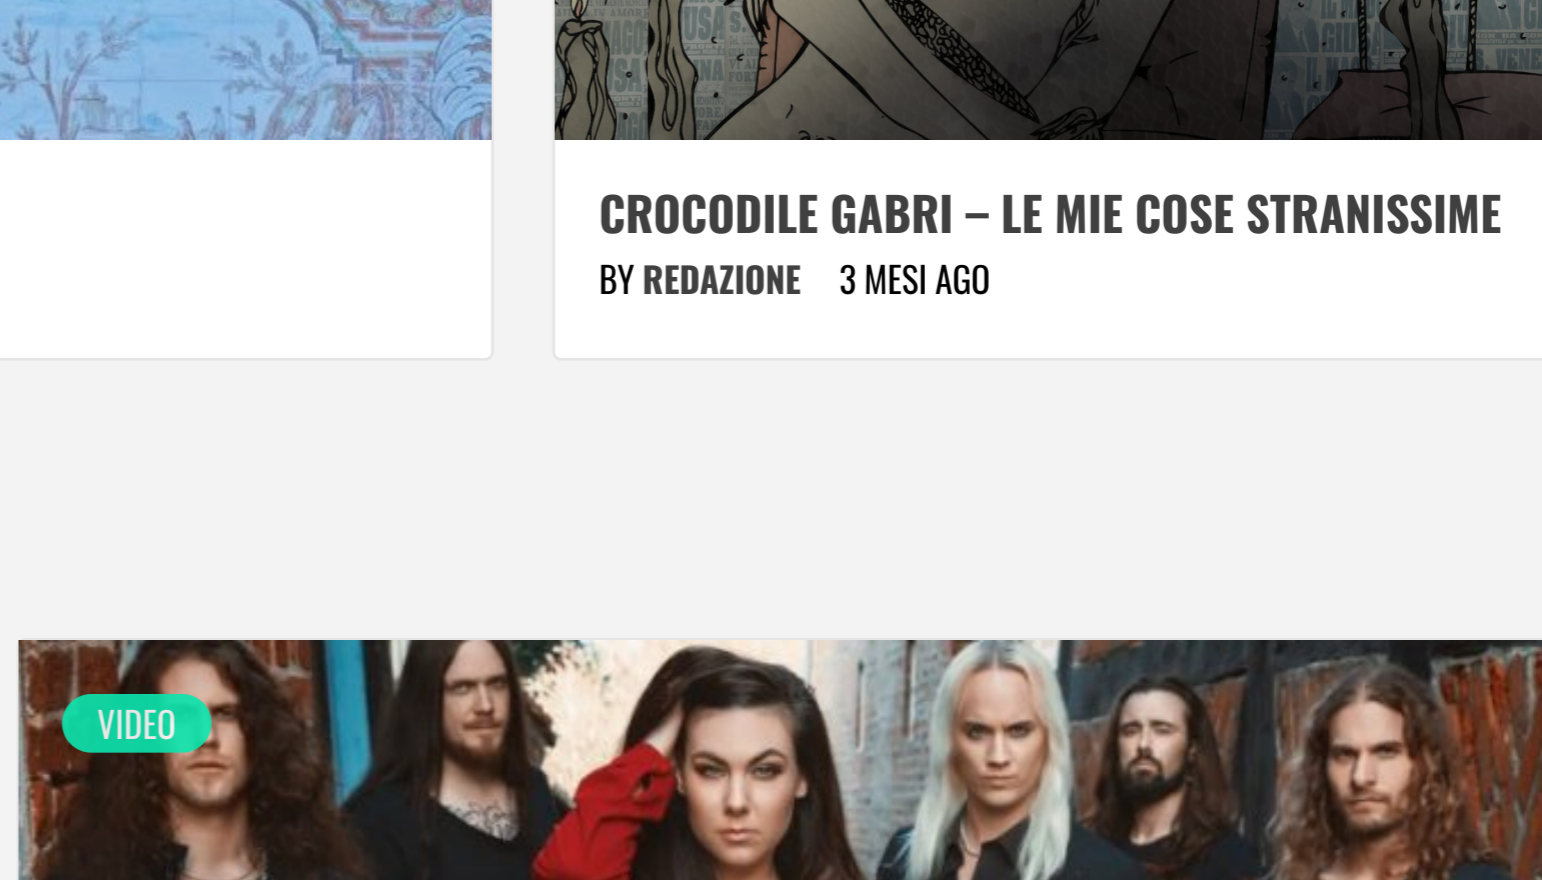 CROCODILE GABRI – LE MIE COSE STRANISSIME
BY REDAZIONE 3 MESI AGO
VIDEO